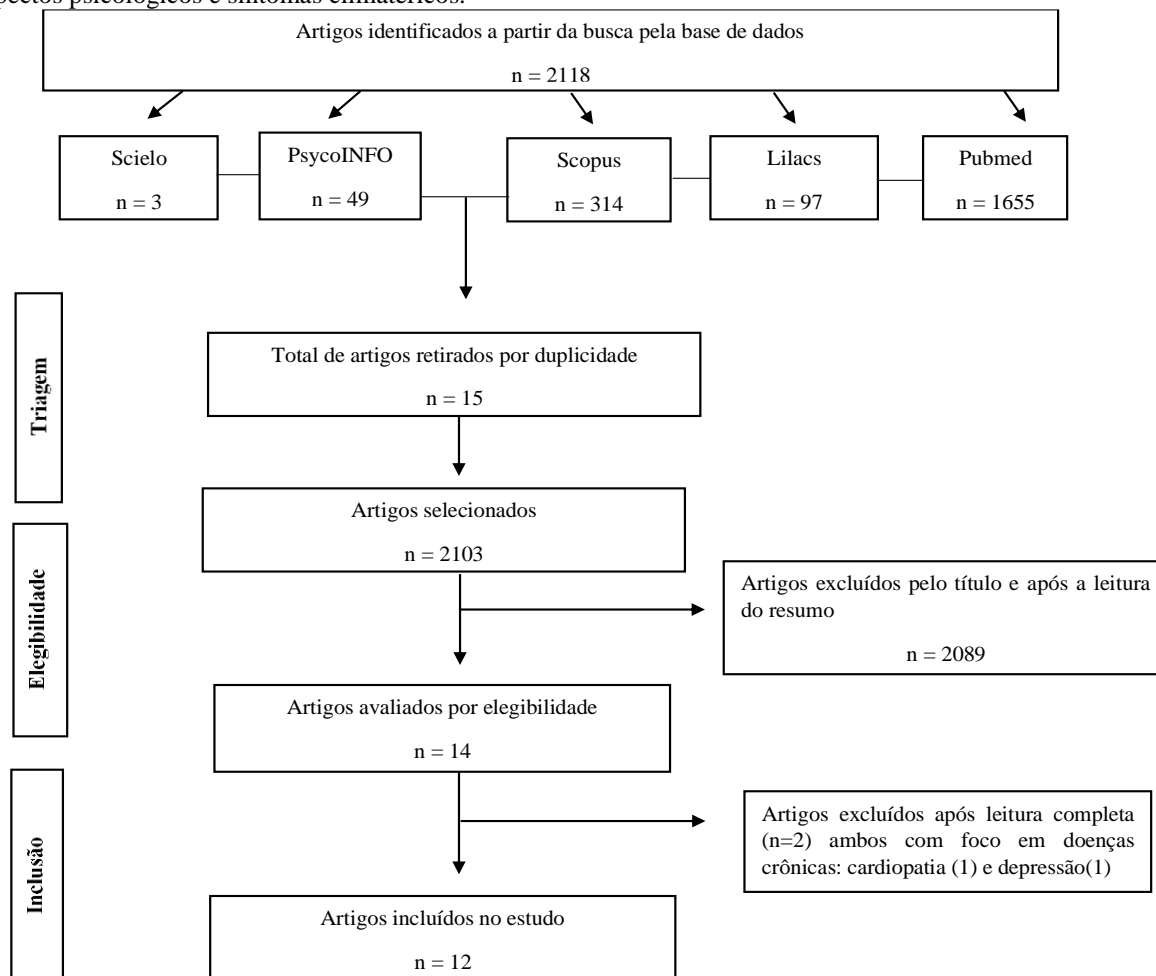 pectos psicológicos e sintomas climatéricos.
Artigos identificados a partir da busca pela base de dados
n = 2118
Scielo
n = 3
PsycoINFO
n = 49
Scopus
n = 314
Lilacs
n = 97
Pubmed
n = 1655
Triagem
Total de artigos retirados por duplicidade
n = 15
Artigos selecionados
n = 2103
Elegibilidade
Artigos excluídos pelo título e após a leitura
do resumo
n = 2089
Artigos avaliados por elegibilidade
n = 14
Inclusão
Artigos excluídos após leitura completa
(n=2) ambos com foco em doenças
crônicas: cardiopatia (1) e depressão(1)
Artigos incluídos no estudo
n = 12